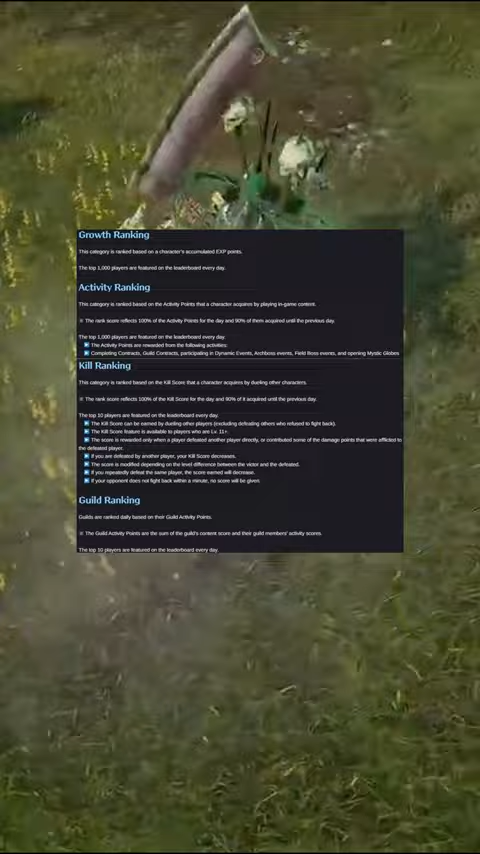 Growth Ranking
This category is ranked based on a character's accumulated EXP points.
The top 1,000 players are featured on the leaderboard every day.
Activity Ranking
This category is ranked based on the Activity Points that a character acquires by playing in-game content.
※ The rank score reflects 100% of the Activity Points for the day and 90% of them acquired until the previous day.
The top 1,000 players are featured on the leaderboard every day
The Activity Points are rewarded from the following activities:
Completing Contracts, Guild Contracts, participating in Dynamic Events, Archboss events, Field Boss events, and opening Mystic Globes
Kill Ranking
This category is ranked based on the Kill Score that a character acquires by dueling other characters.
※ The rank score reflects 100% of the Kill Score for the day and 90% of it acquired until the previous day.
The top 10 players are featured on the leaderboard every day.
The Kill Score can be earned by dueling other players (excluding defeating others who refused to fight back).
The Kill Score feature is available to players who are Lv. 11+.
The score is rewarded only when a player defeated another player directly, or contributed some of the damage points that were afflicted to
the defeated player.
If you are defeated by another player, your Kill Score decreases.
The score is modified depending on the level difference between the victor and the defeated.
If you repeatedly defeat the same player, the score earned will decrease.
If your opponent does not fight back within a minute, no score will be given.
Guild Ranking
Guilds are ranked daily based on their Guild Activity Points.
※ The Guild Activity Points are the sum of the guild's content score and their guild members' activity scores.
The top 10 players are featured on the leaderboard every day.